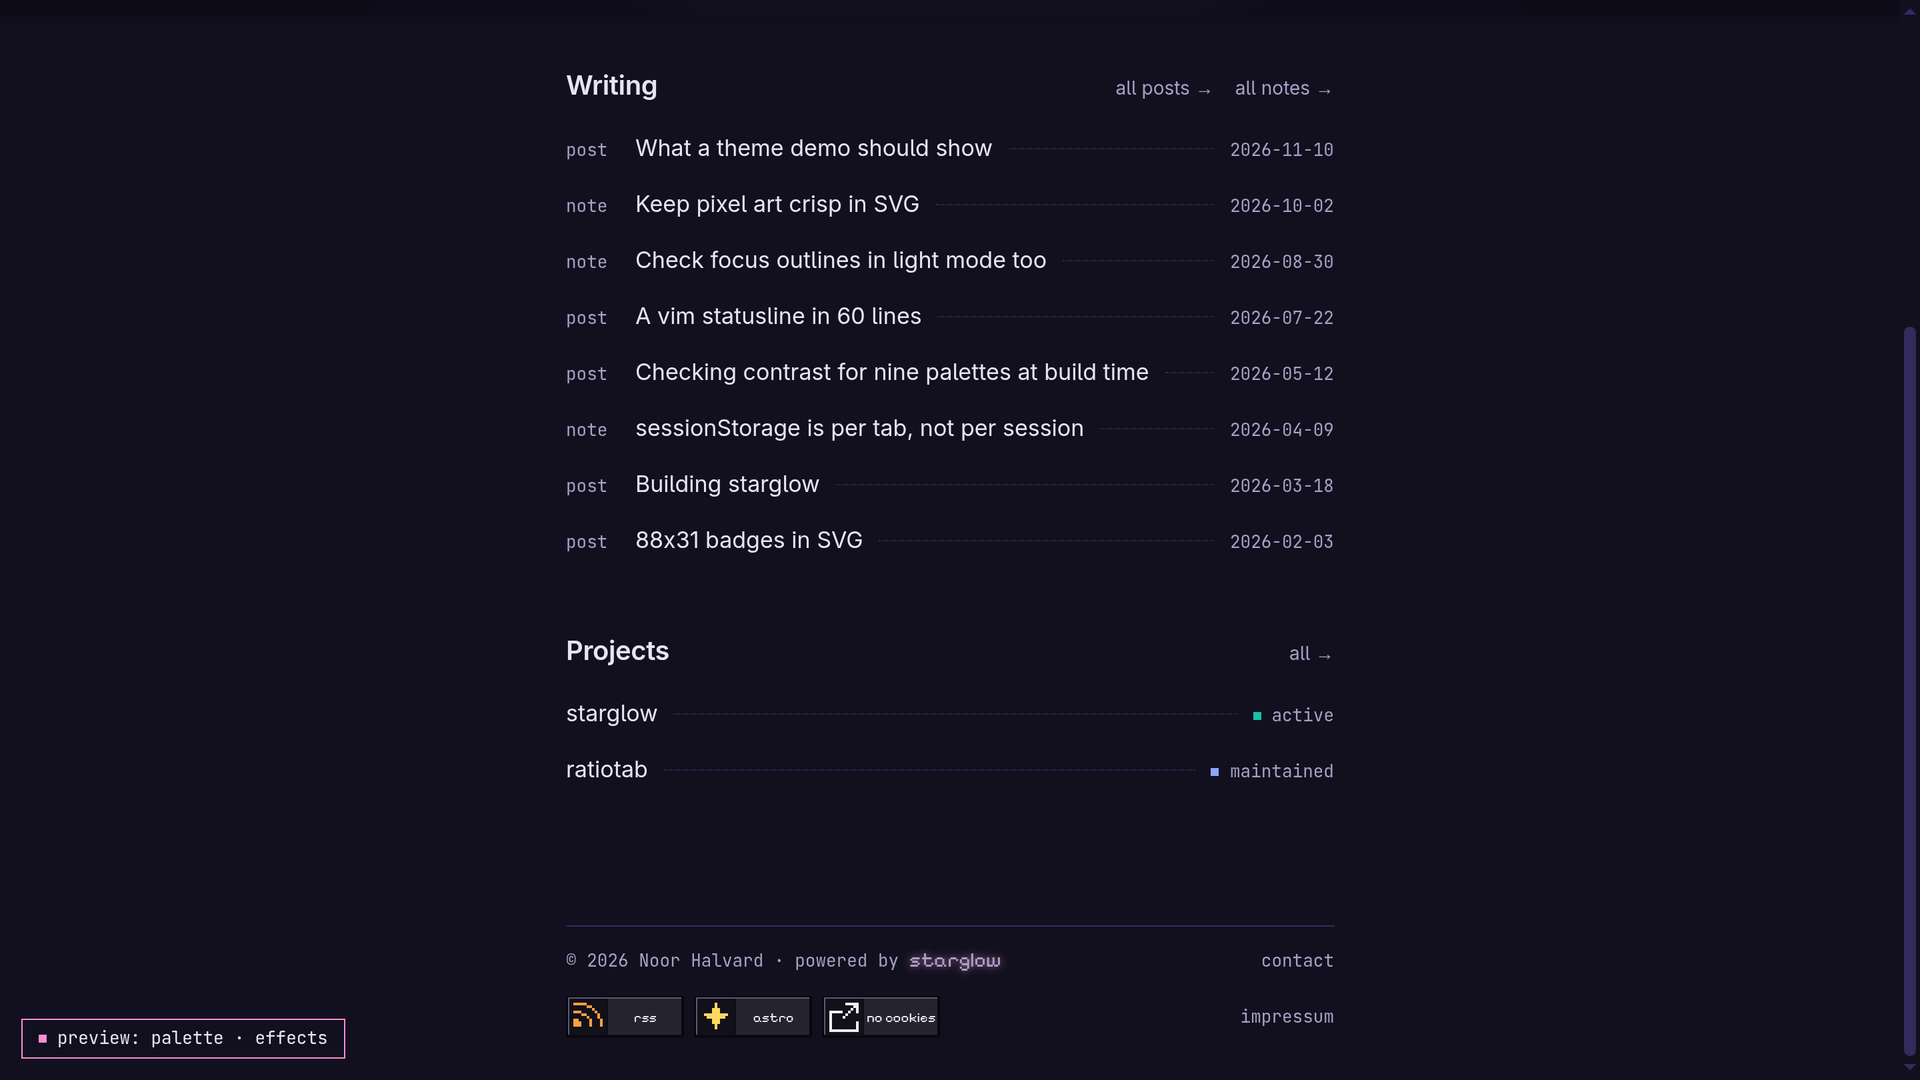 Writing all posts → all notes →
post What a theme demo should show 2026-11-10
note Keep pixel art crisp in SVG 2026-10-02
note Check focus outlines in light mode too 2026-08-30
post A vim statusline in 60 lines 2026-07-22
post Checking contrast for nine palettes at build time 2026-05-12
note sessionStorage is per tab, not per session 2026-04-09
post Building starglow 2026-03-18
post 88x31 badges in SVG 2026-02-03
Projects all →
starglow active
ratiotab maintained
© 2026 Noor Halvard · powered by starglow contact
rss astro no cookies impressum
preview: palette · effects